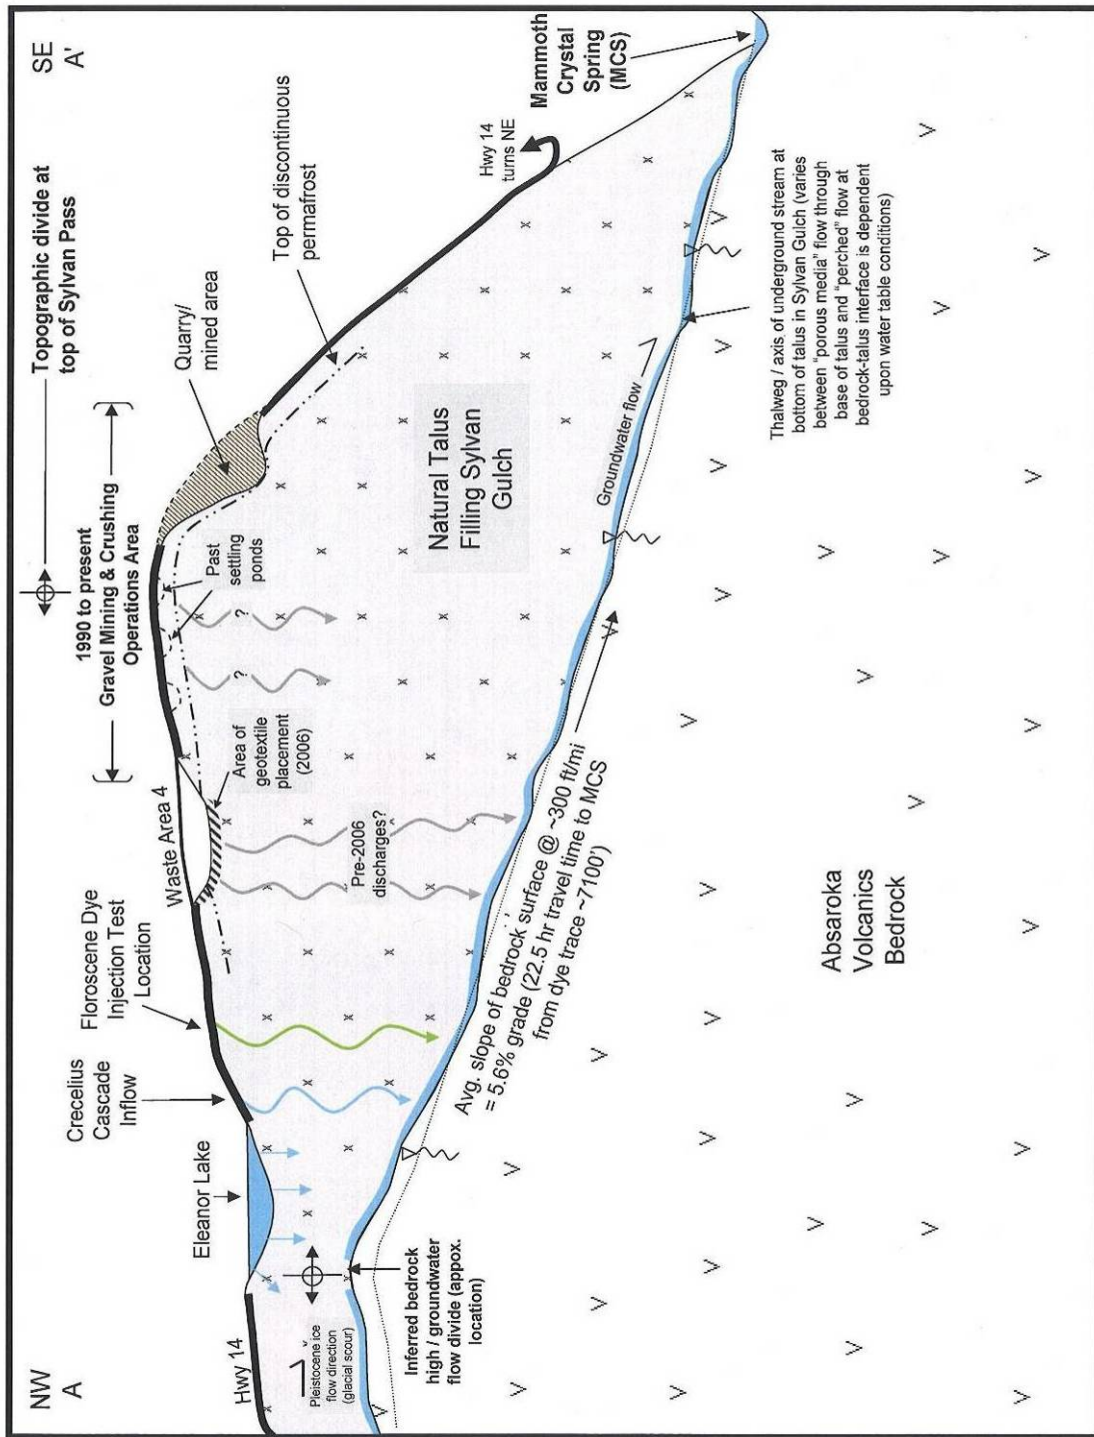 NW
A
SE
A'
Topographic divide at
top of Sylvan Pass
1990 to present
Gravel Mining & Crushing
Operations Area
Quarry/
mined area
Top of discontinuous
permafrost
Hwy 14
turns NE
Mammoth
Crystal
Spring
(MCS)
Past
settling
ponds
?
?
Waste Area 4
Area of
geotextile
placement
(2006)
Pre-2006
discharges?
Floroscene Dye
Injection Test
Location
Crecelius
Cascade
Inflow
Eleanor Lake
Hwy 14
Pleistocene ice
flow direction
(glacial scour)
Inferred bedrock
high / groundwater
flow divide (appox.
location)
Natural Talus
Filling Sylvan
Gulch
Groundwater flow
Avg. slope of bedrock surface @ ~300 ft/mi
= 5.6% grade (22.5 hr travel time to MCS
from dye trace ~7100')
Thalweg / axis of underground stream at
bottom of talus in Sylvan Gulch (varies
between "porous media" flow through
base of talus and "perched" flow at
bedrock-talus interface is dependent
upon water table conditions)
Absaroka
Volcanics
Bedrock